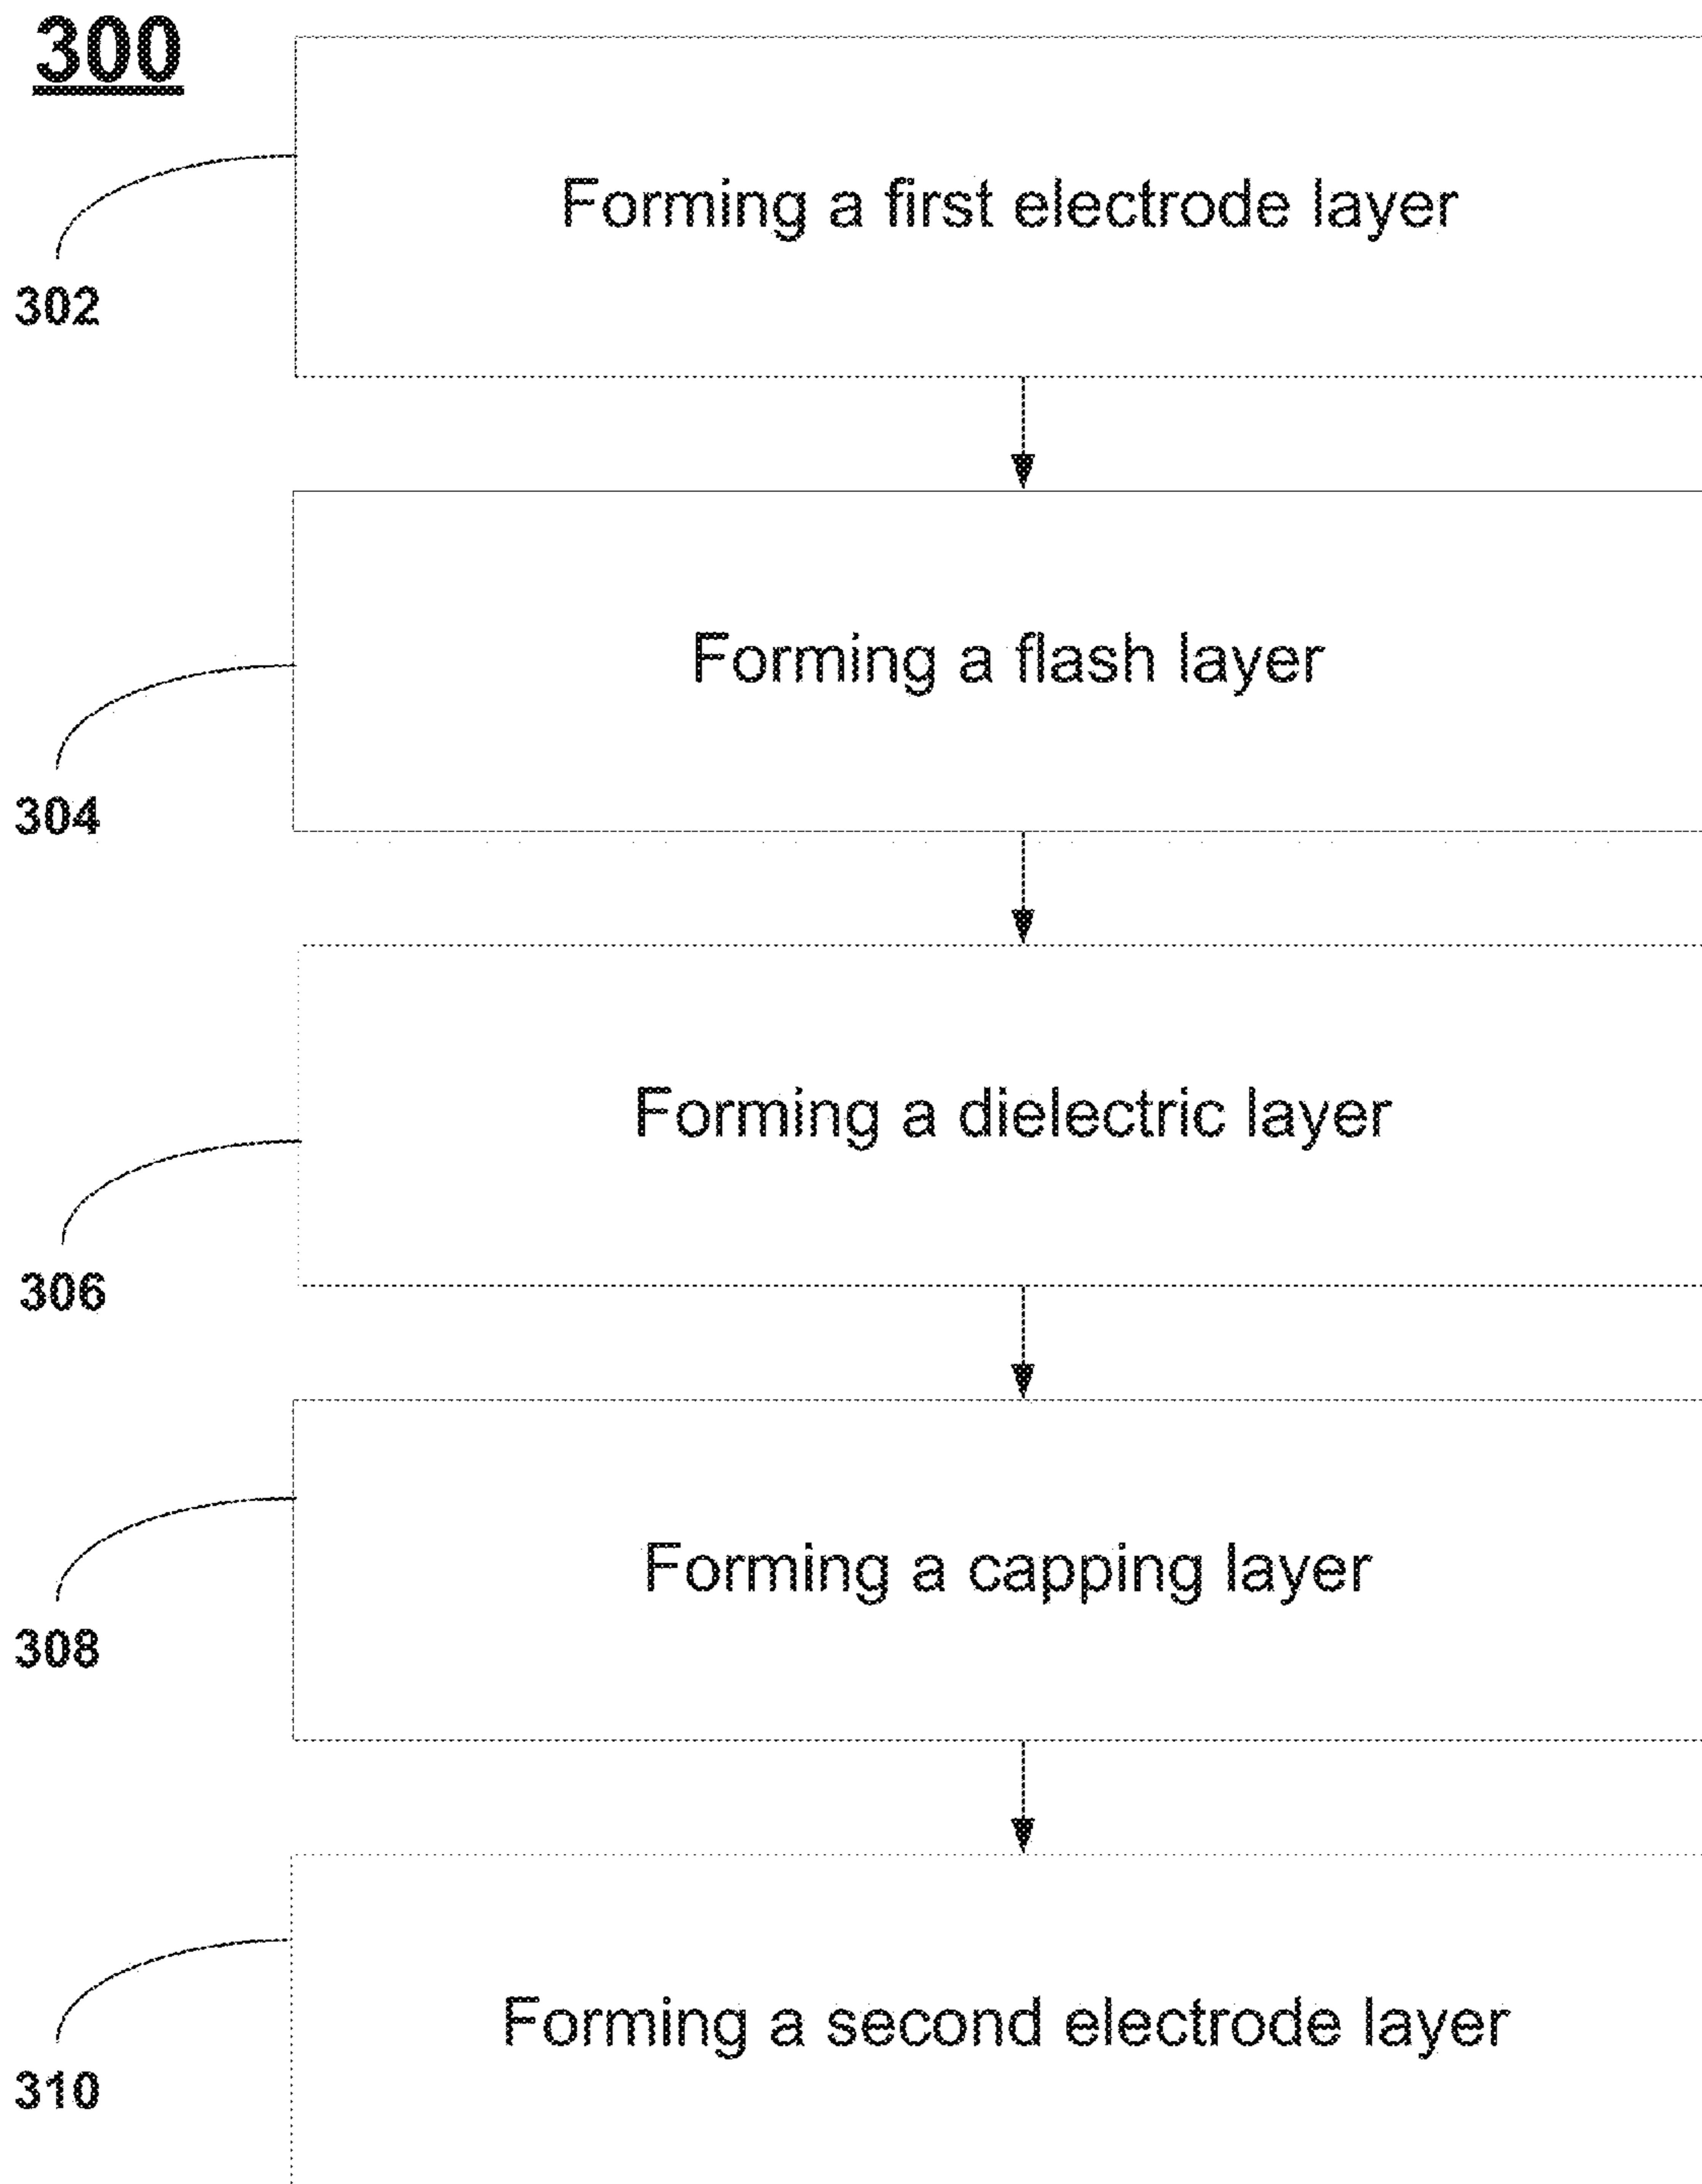 300
Forming a first electrode layer
302
Forming a flash layer
304
Forming a dielectric layer
306
Forming a capping layer
308
Forming a second electrode layer
310